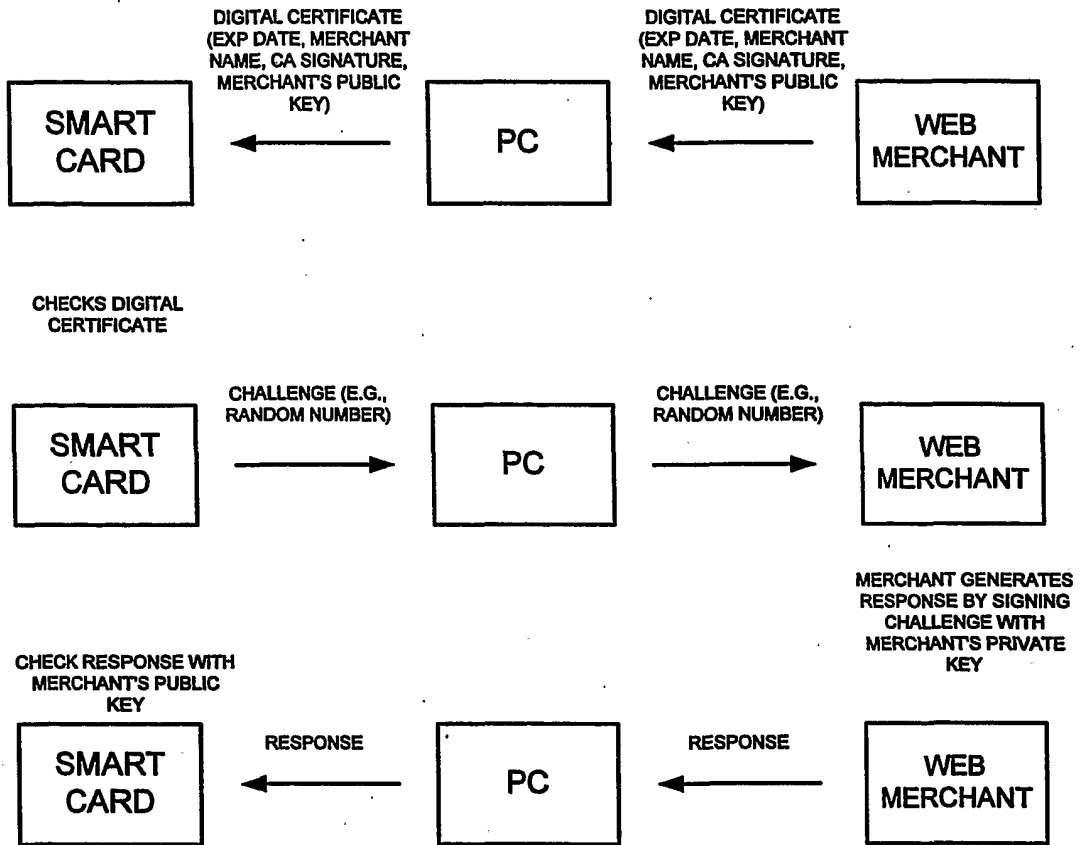 DIGITAL CERTIFICATE
(EXP DATE, MERCHANT
NAME, CA SIGNATURE,
MERCHANT'S PUBLIC
KEY)
DIGITAL CERTIFICATE
(EXP DATE, MERCHANT
NAME, CA SIGNATURE,
MERCHANT'S PUBLIC
KEY)
SMART
CARD
PC
WEB
MERCHANT
CHECKS DIGITAL
CERTIFICATE
CHALLENGE (E.G.,
RANDOM NUMBER)
CHALLENGE (E.G.,
RANDOM NUMBER)
SMART
CARD
PC
WEB
MERCHANT
MERCHANT GENERATES
RESPONSE BY SIGNING
CHALLENGE WITH
MERCHANT'S PRIVATE
KEY
CHECK RESPONSE WITH
MERCHANT'S PUBLIC
KEY
RESPONSE
RESPONSE
SMART
CARD
PC
WEB
MERCHANT